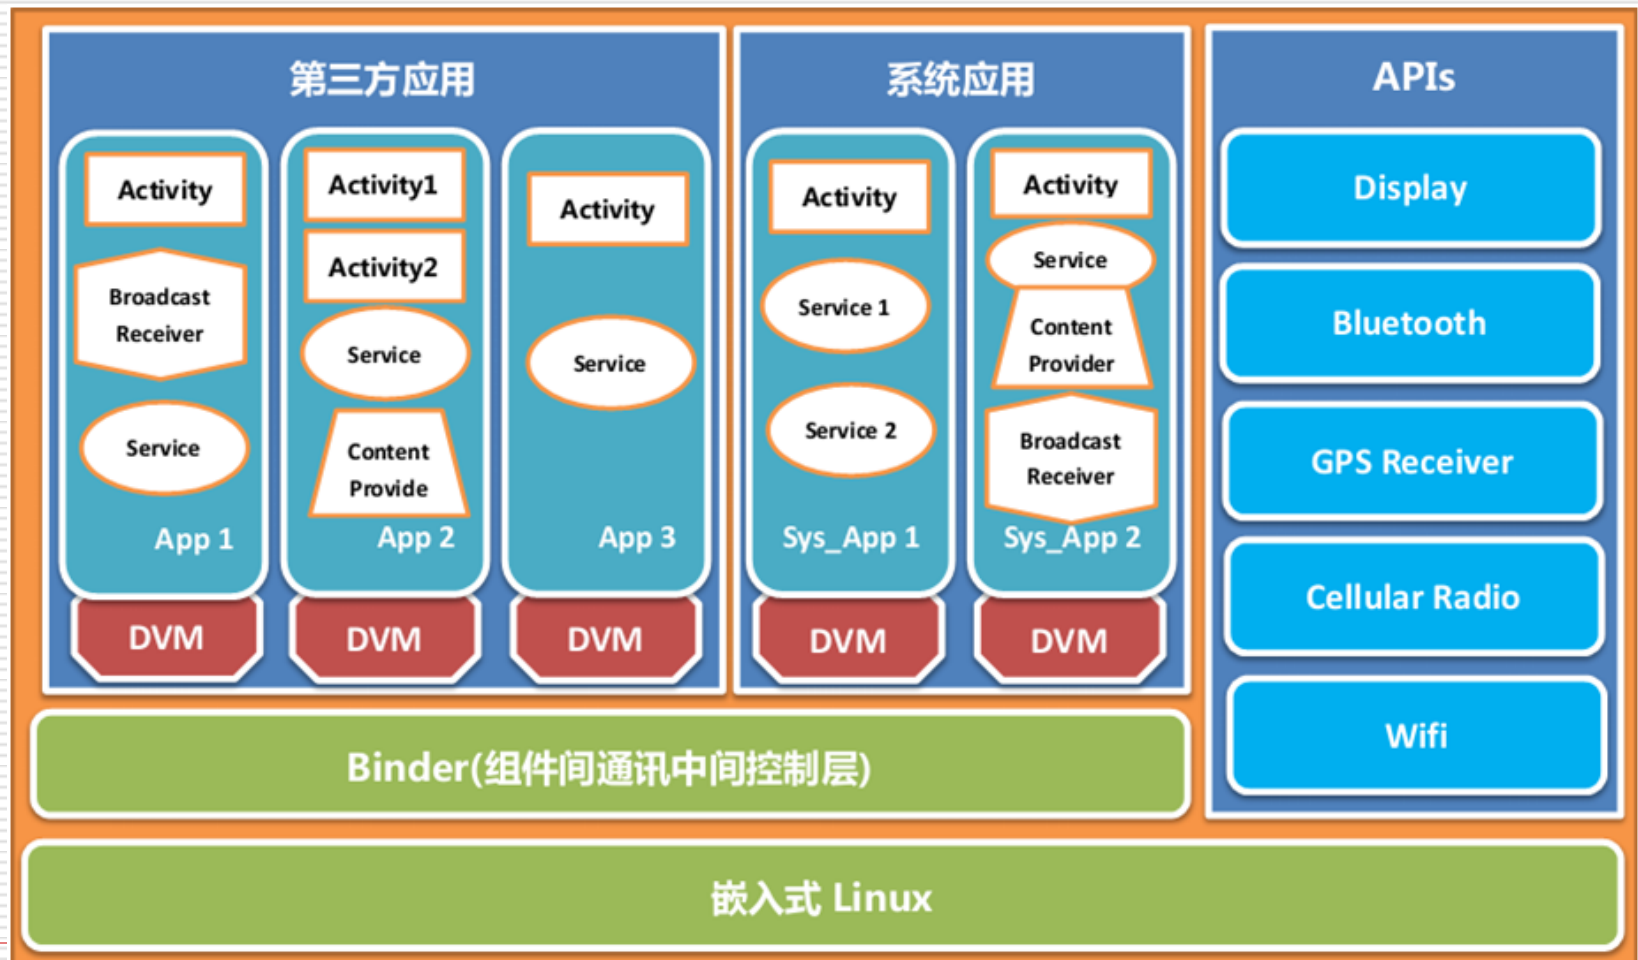 第三方应用
Activity
Broadcast
Receiver
Service
App 1
DVM
Activity1
Activity2
Service
Content
Provide
App 2
DVM
Activity
Service
App 3
DVM
系统应用
Activity
Service 1
Service 2
Sys_App 1
DVM
Activity
Service
Content
Provider
Broadcast
Receiver
Sys_App 2
DVM
APIs
Display
Bluetooth
GPS Receiver
Cellular Radio
Wifi
Binder(组件间通讯中间控制层)
嵌入式 Linux